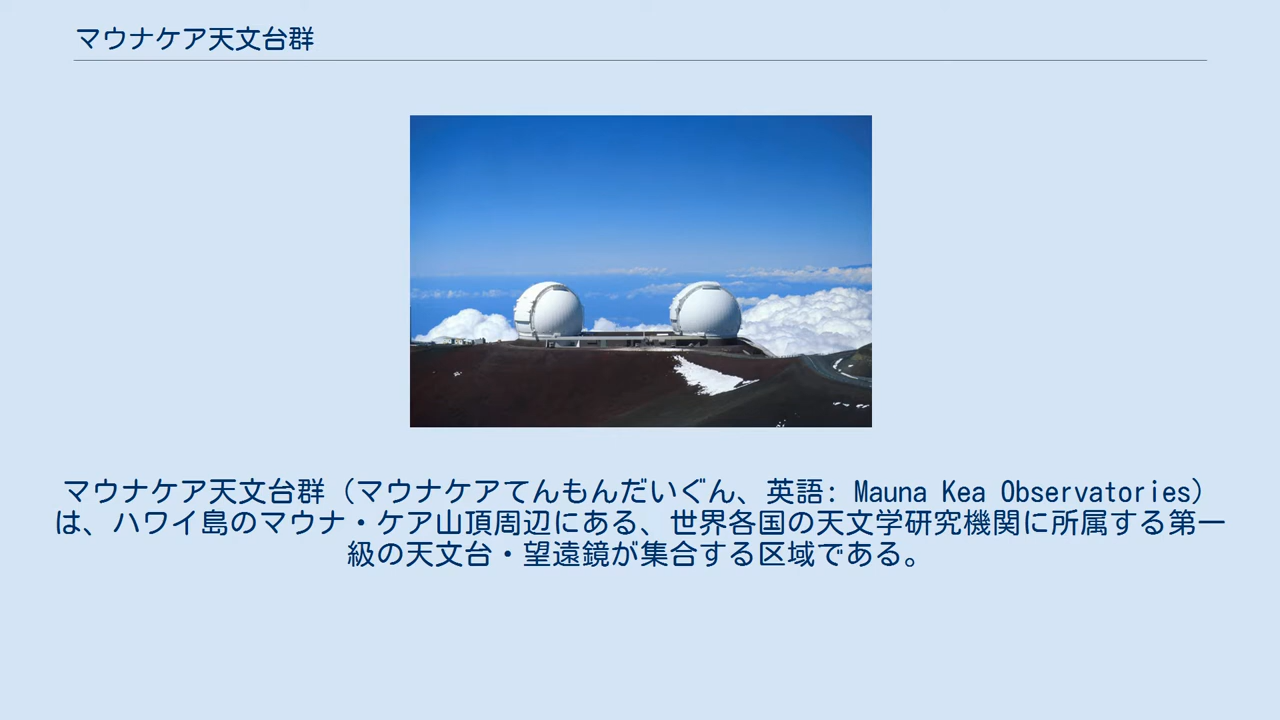 マウナケア天文台群
マウナケア天文台群（マウナケアてんもんだいぐん、英語: Mauna Kea Observatories）
は、ハワイ島のマウナ・ケア山頂周辺にある、世界各国の天文学研究機関に所属する第一
級の天文台・望遠鏡が集合する区域である。